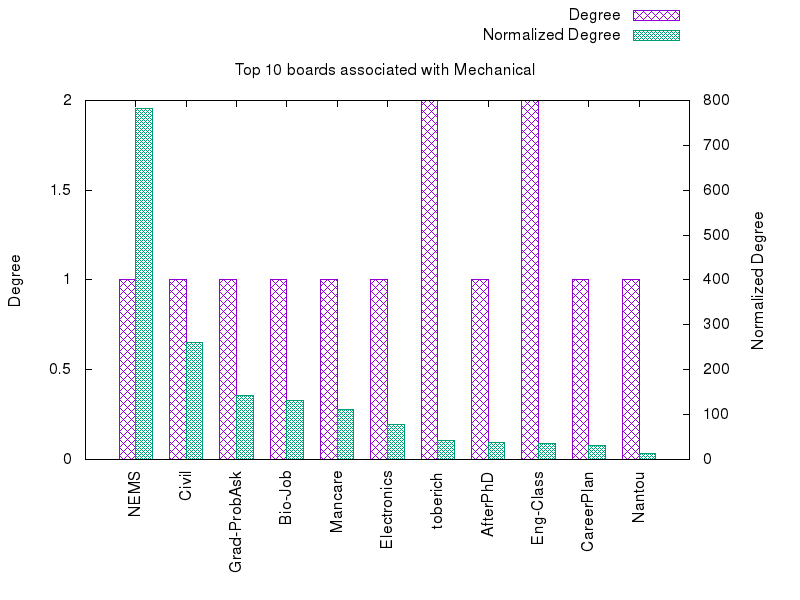 Degree
Normalized Degree
Top 10 boards associated with Mechanical
2
1.5
1
0.5
0
Degree
800
700
600
500
400
300
200
100
0
Normalized Degree
NEMS
Civil
Grad-ProbAsk
Bio-Job
Mancare
Electronics
toberich
AfterPhD
Eng-Class
CareerPlan
Nantou